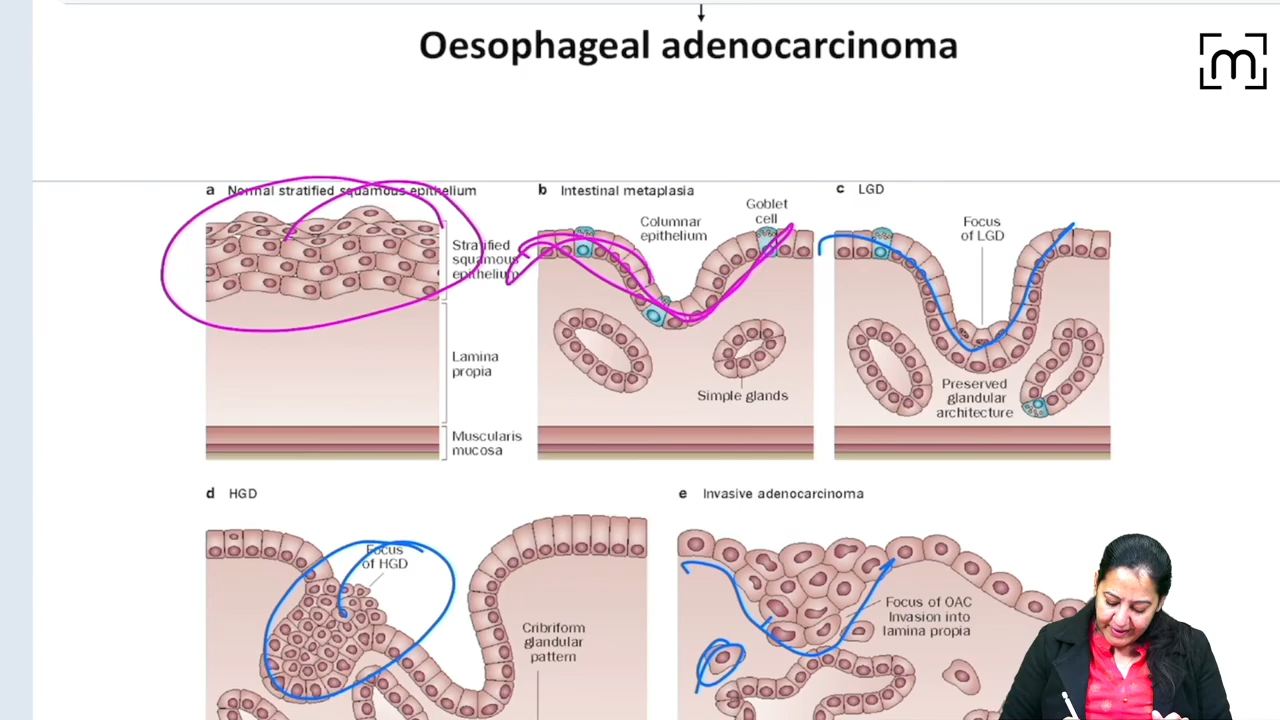 Oesophageal adenocarcinoma
m
a Normal stratified squamous epithelium
Stratified
squamous
epithelium
Lamina
propia
Muscularis
mucosa
b Intestinal metaplasia
Columnar
epithelium
Goblet
cell
Simple glands
c LGD
Focus
of LGD
Preserved
glandular
architecture
d HGD
Focus
of HGD
Cribriform
glandular
pattern
e Invasive adenocarcinoma
Focus of OAC
Invasion into
lamina propia